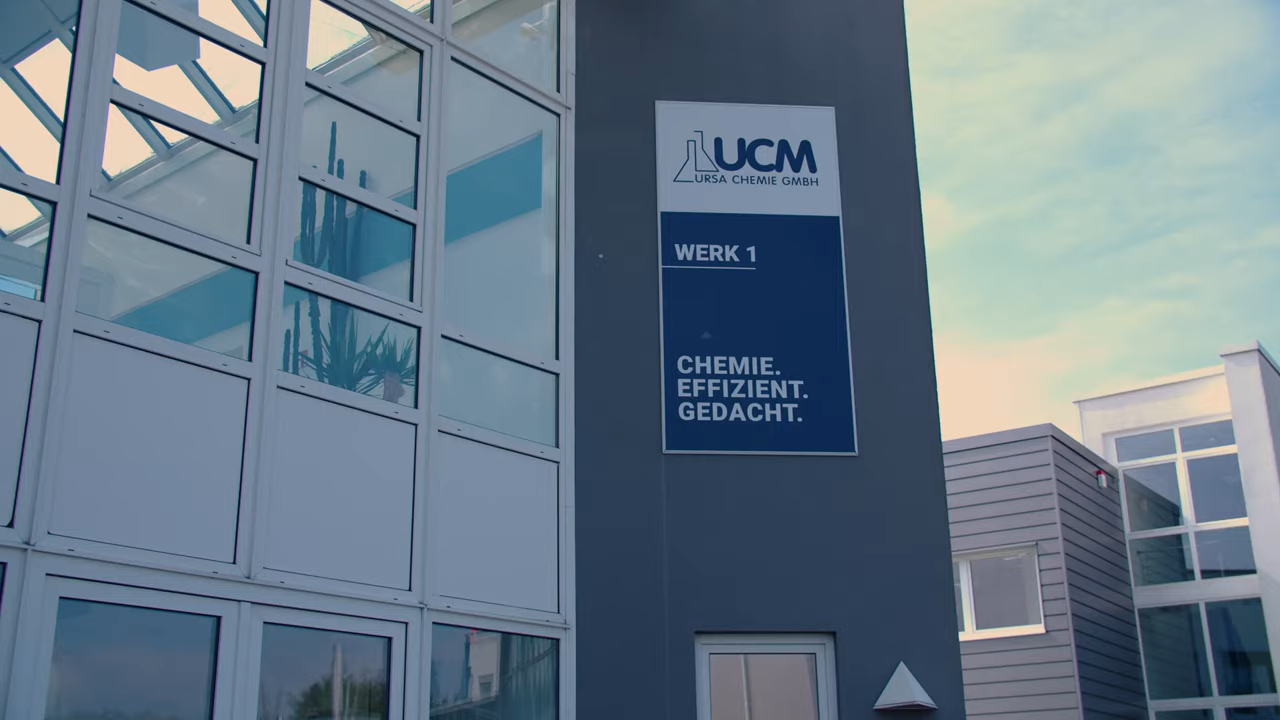 UCM
URSA CHEMIE GMBH
WERK 1
CHEMIE.
EFFIZIENT.
GEDACHT.